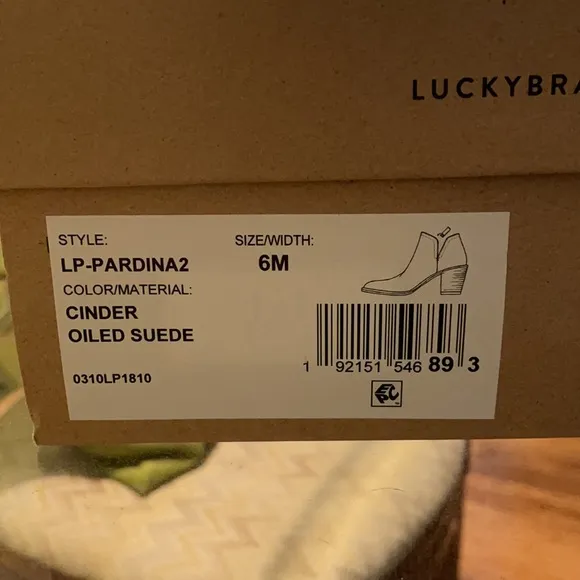 LUCKYBRA
STYLE:
LP-PARDINA2
SIZE/WIDTH:
6M
COLOR/MATERIAL:
CINDER
OILED SUEDE
0310LP1810
1 92151 546 89 3